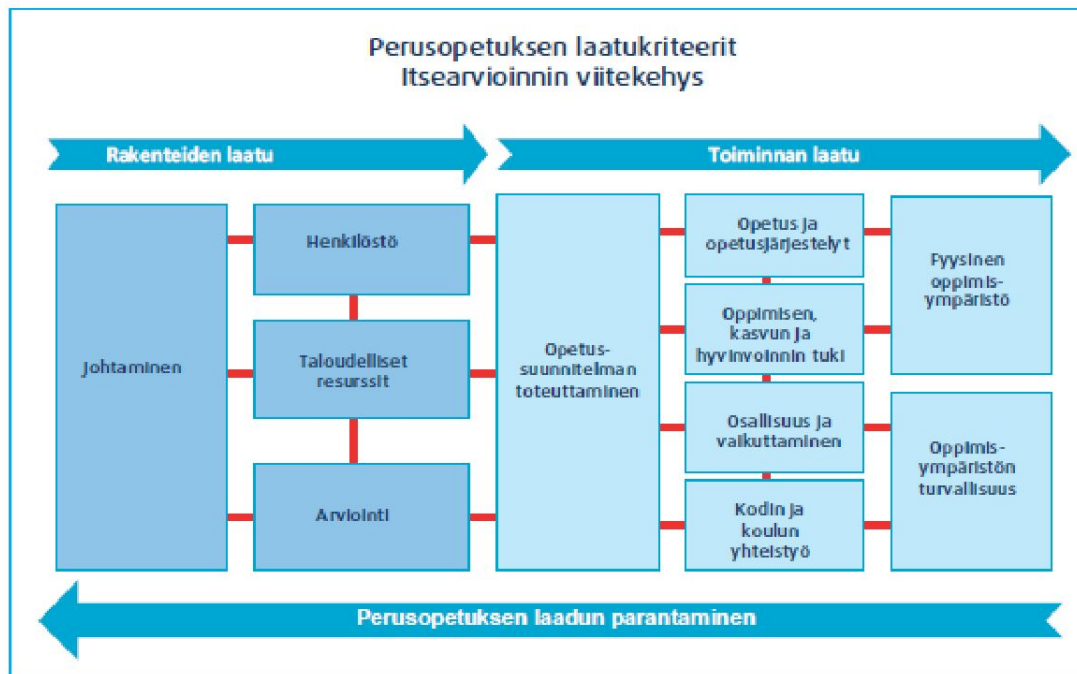 Perusopetuksen laatukriteerit
Itsearvioinnin viitekehys
Rakenteiden laatu
Toiminnan laatu
Johtaminen
Henkilöstö
Taloudelliset
resurssit
Arviointi
Opetus-
suunnitelman
toteuttaminen
Opetus ja
opetusjärjestelyt
Oppimisen,
kasvun ja
hyvinvoinnin tuki
Osallisuus ja
vaikuttaminen
Kodin ja
koulun
yhteistyö
Fyysinen
oppimis-
ympäristö
Oppimis-
ympäristön
turvallisuus
Perusopetuksen laadun parantaminen